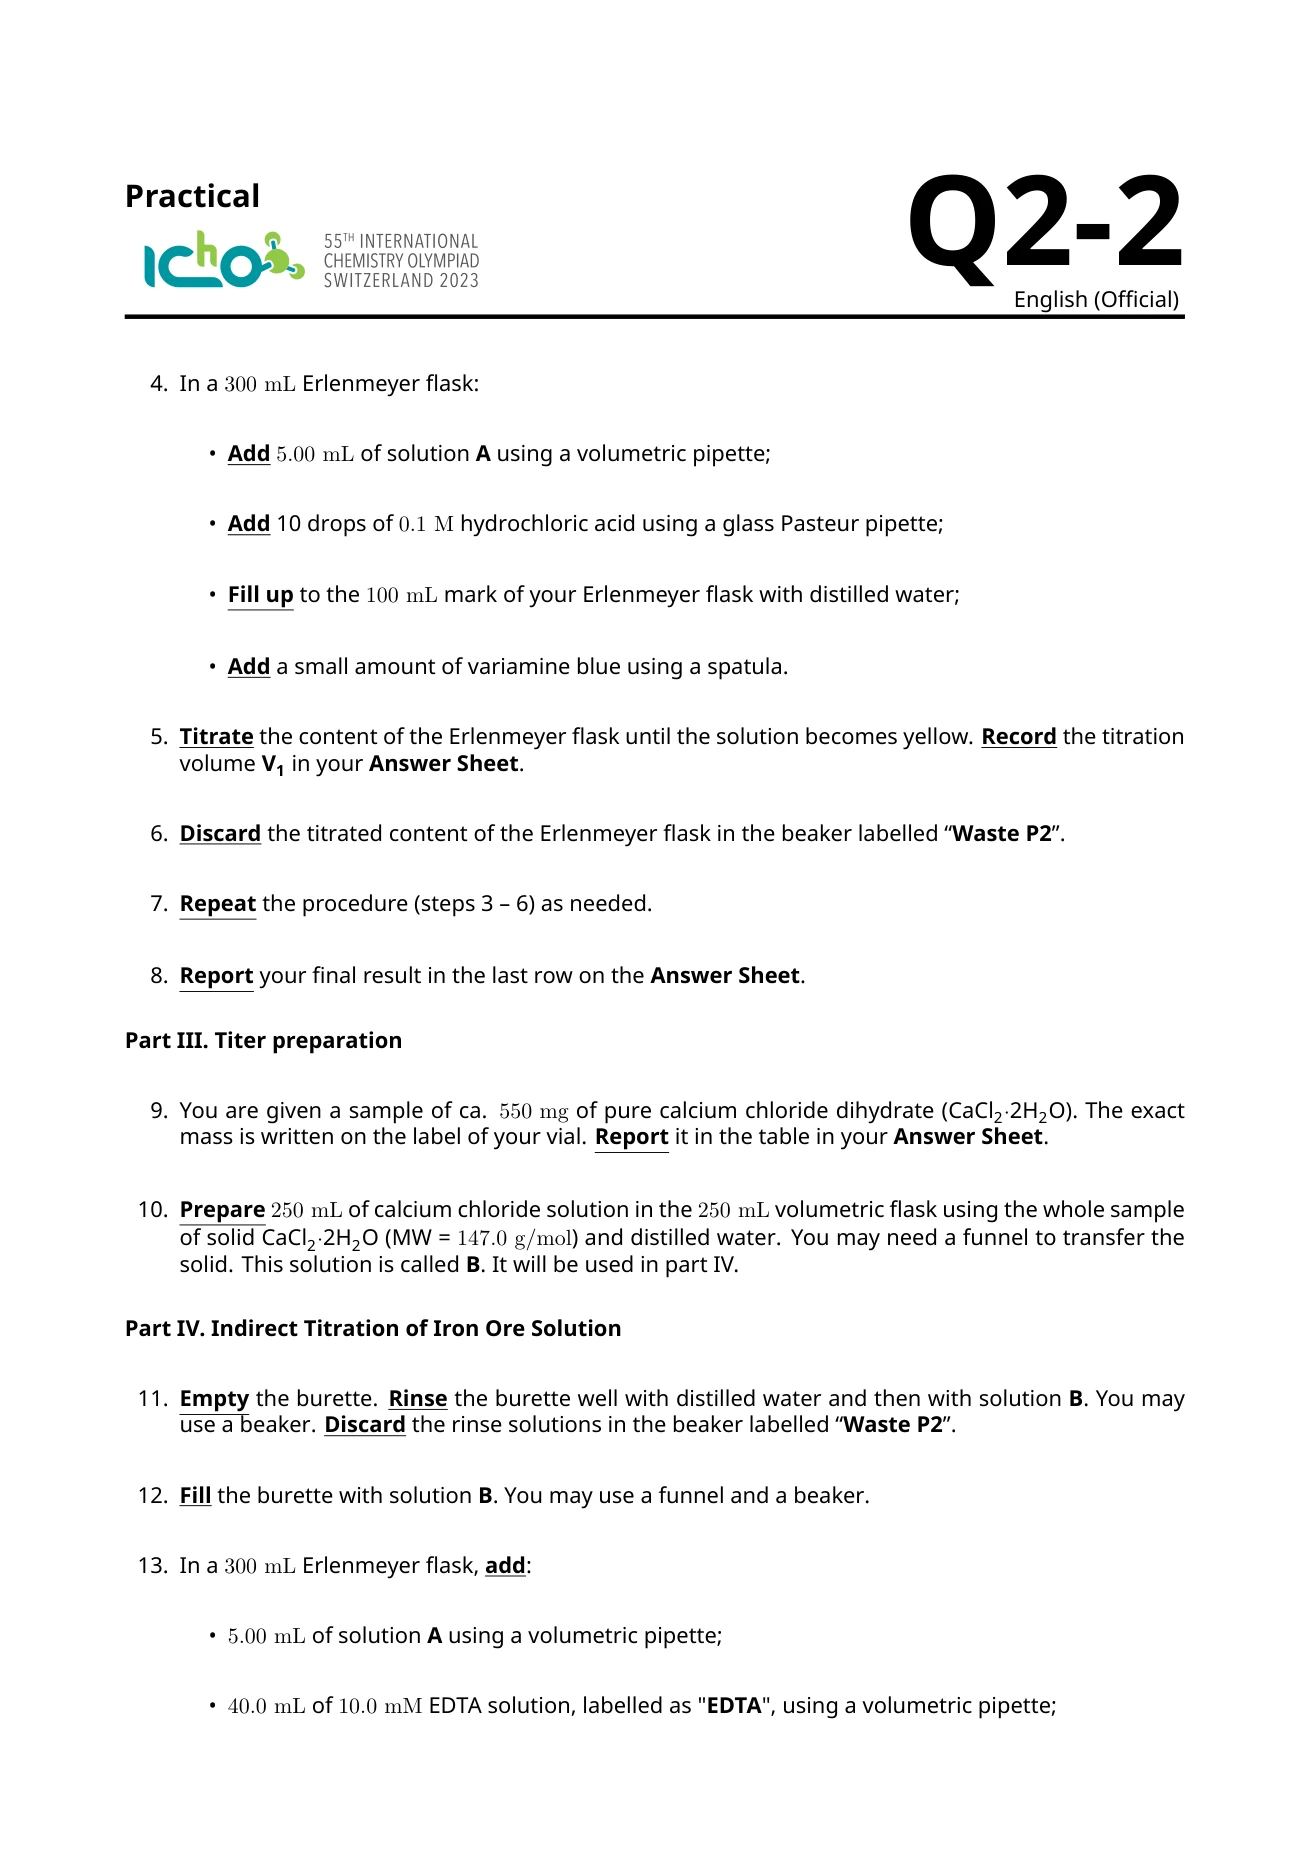 Practical
Q2-2
IChO
55TH INTERNATIONAL
CHEMISTRY OLYMPIAD
SWITZERLAND 2023
English (Official)
4. In a 300 mL Erlenmeyer flask:
• Add 5.00 mL of solution A using a volumetric pipette;
• Add 10 drops of 0.1 M hydrochloric acid using a glass Pasteur pipette;
• Fill up to the 100 mL mark of your Erlenmeyer flask with distilled water;
• Add a small amount of variamine blue using a spatula.
5. Titrate the content of the Erlenmeyer flask until the solution becomes yellow. Record the titration
volume V₁ in your Answer Sheet.
6. Discard the titrated content of the Erlenmeyer flask in the beaker labelled “Waste P2”.
7. Repeat the procedure (steps 3 – 6) as needed.
8. Report your final result in the last row on the Answer Sheet.
Part III. Titer preparation
9. You are given a sample of ca. 550 mg of pure calcium chloride dihydrate (CaCl₂·2H₂O). The exact
mass is written on the label of your vial. Report it in the table in your Answer Sheet.
10. Prepare 250 mL of calcium chloride solution in the 250 mL volumetric flask using the whole sample
of solid CaCl₂·2H₂O (MW = 147.0 g/mol) and distilled water. You may need a funnel to transfer the
solid. This solution is called B. It will be used in part IV.
Part IV. Indirect Titration of Iron Ore Solution
11. Empty the burette. Rinse the burette well with distilled water and then with solution B. You may
use a beaker. Discard the rinse solutions in the beaker labelled “Waste P2”.
12. Fill the burette with solution B. You may use a funnel and a beaker.
13. In a 300 mL Erlenmeyer flask, add:
• 5.00 mL of solution A using a volumetric pipette;
• 40.0 mL of 10.0 mM EDTA solution, labelled as "EDTA", using a volumetric pipette;